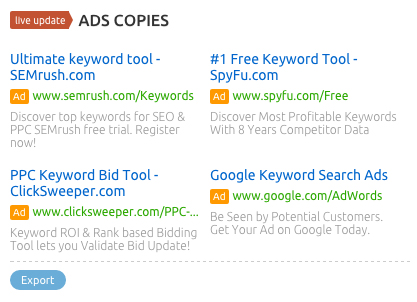 live update ADS COPIES
Ultimate keyword tool -
SEMrush.com
Ad www.semrush.com/Keywords
Discover top keywords for SEO &
PPC SEMrush free trial. Register
now!
#1 Free Keyword Tool -
SpyFu.com
Ad www.spyfu.com/Free
Discover Most Profitable Keywords
With 8 Years Competitor Data
PPC Keyword Bid Tool -
ClickSweeper.com
Ad www.clicksweeper.com/PPC-...
Keyword ROI & Rank based Bidding
Tool lets you Validate Bid Update!
Google Keyword Search Ads
Ad www.google.com/AdWords
Be Seen by Potential Customers.
Get Your Ad on Google Today.
Export